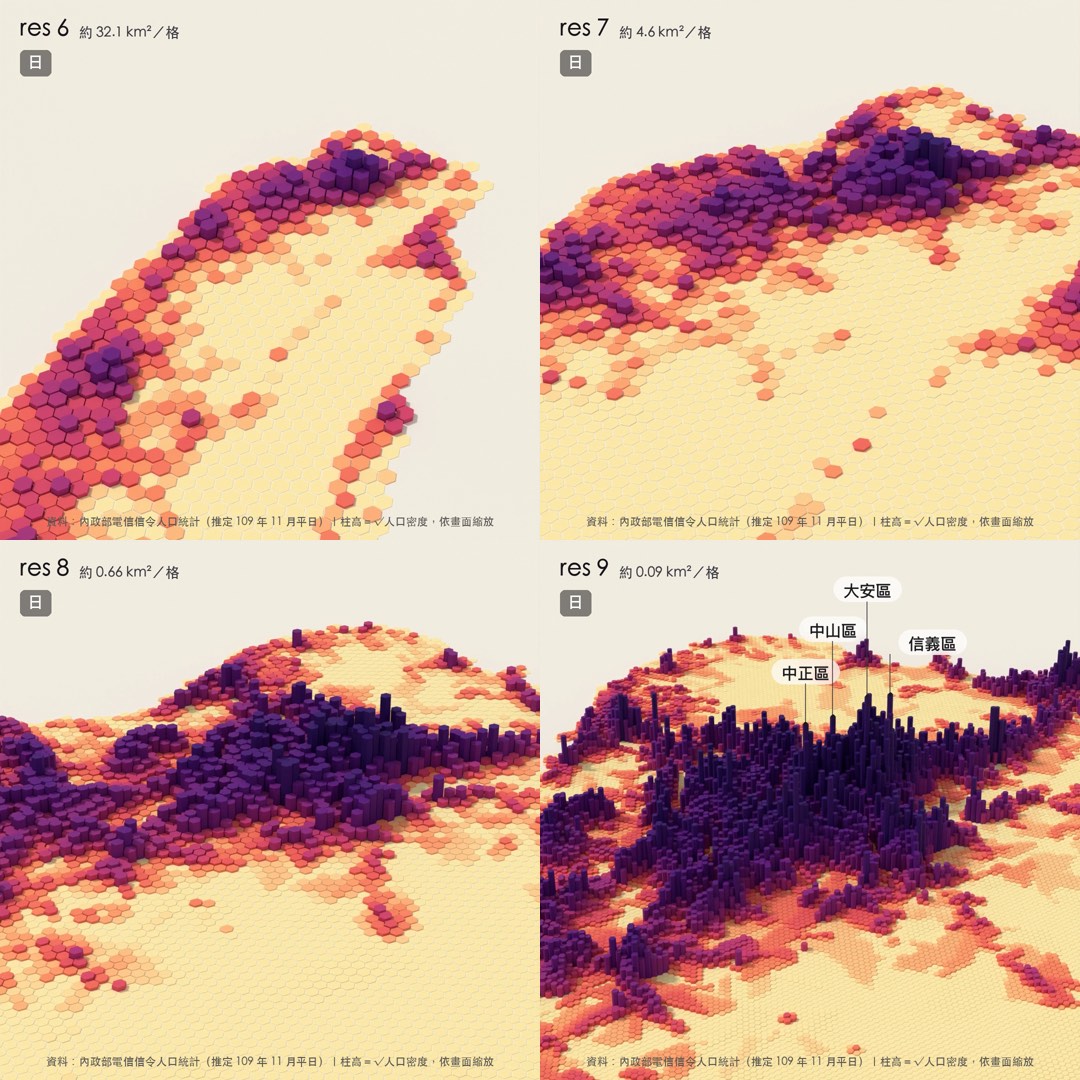 res 6 約 32.1 km²／格
日
資料：內政部電信信令人口統計（推定 109 年 11 月平日）｜柱高＝√人口密度，依畫面縮放
res 7 約 4.6 km²／格
日
資料：內政部電信信令人口統計（推定 109 年 11 月平日）｜柱高＝√人口密度，依畫面縮放
res 8 約 0.66 km²／格
日
資料：內政部電信信令人口統計（推定 109 年 11 月平日）｜柱高＝√人口密度，依畫面縮放
res 9 約 0.09 km²／格
日
大安區
中山區
信義區
中正區
資料：內政部電信信令人口統計（推定 109 年 11 月平日）｜柱高＝√人口密度，依畫面縮放